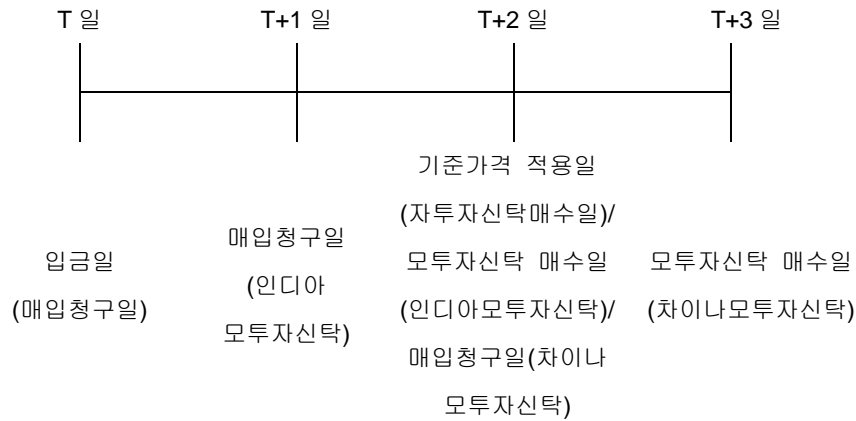 T 일
T+1 일
T+2 일
T+3 일
입금일
(매입청구일)
매입청구일
(인디아
모투자신탁)
기준가격 적용일
(자투자신탁매수일)/
모투자신탁 매수일
(인디아모투자신탁)/
매입청구일(차이나
모투자신탁)
모투자신탁 매수일
(차이나모투자신탁)